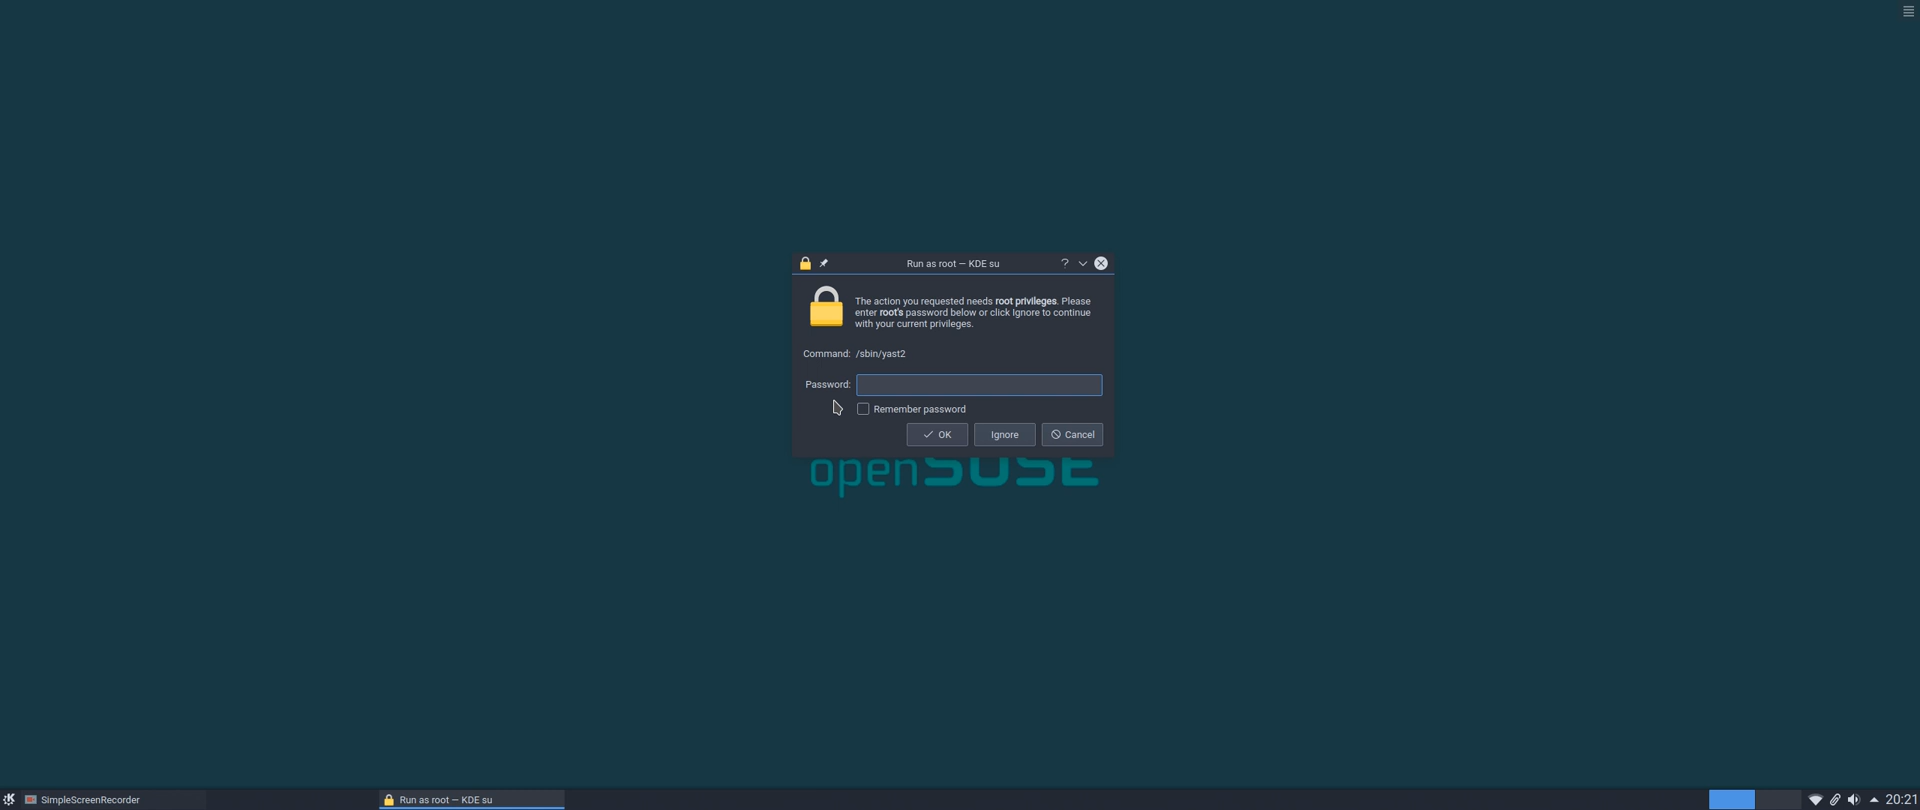 Run as root — KDE su
The action you requested needs root privileges. Please
enter root's password below or click Ignore to continue
with your current privileges.
Command: /sbin/yast2
Password:
Remember password
OK Ignore Cancel
openSUSE
SimpleScreenRecorder Run as root — KDE su 20:21